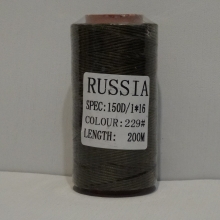 RUSSIA
SPEC:150D/1*16
COLOUR:229#
LENGTH: 200M